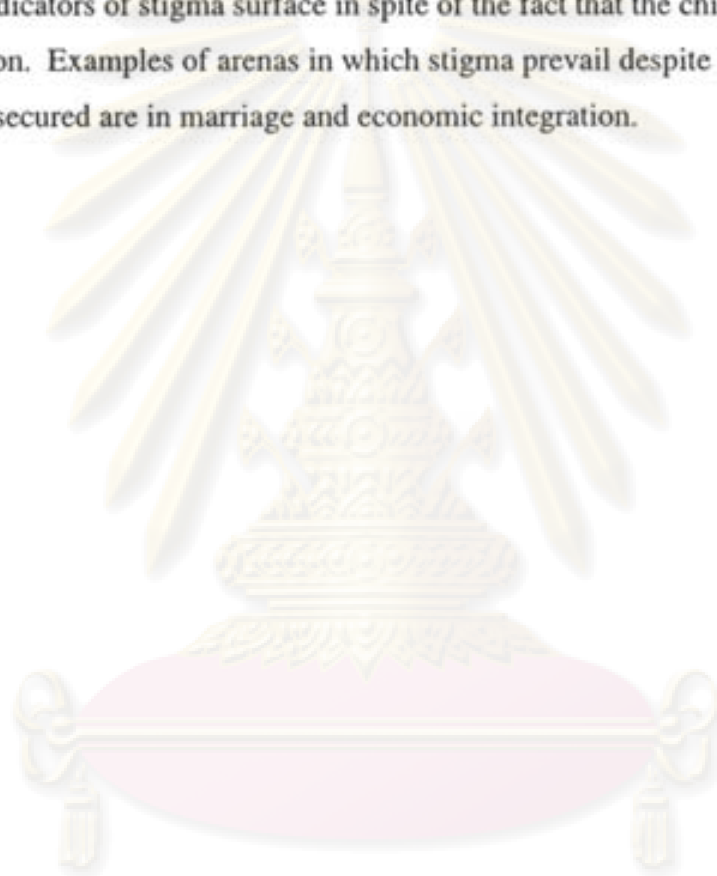 dicators of stigma surface in spite of the fact that the chi
on. Examples of arenas in which stigma prevail despite
secured are in marriage and economic integration.